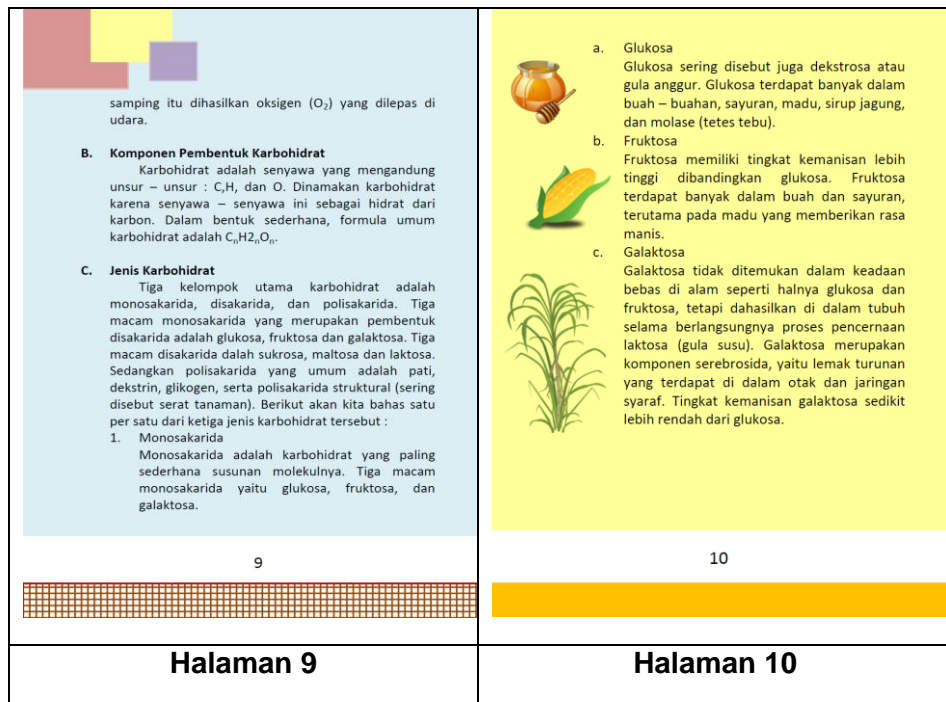 samping itu dihasilkan oksigen (O₂) yang dilepas di
udara.
B. Komponen Pembentuk Karbohidrat
Karbohidrat adalah senyawa yang mengandung
unsur – unsur : C,H, dan O. Dinamakan karbohidrat
karena senyawa – senyawa ini sebagai hidrat dari
karbon. Dalam bentuk sederhana, formula umum
karbohidrat adalah CₙH2ₙOₙ.
C. Jenis Karbohidrat
Tiga kelompok utama karbohidrat adalah
monosakarida, disakarida, dan polisakarida. Tiga
macam monosakarida yang merupakan pembentuk
disakarida adalah glukosa, fruktosa dan galaktosa. Tiga
macam disakarida dalah sukrosa, maltosa dan laktosa.
Sedangkan polisakarida yang umum adalah pati,
dekstrin, glikogen, serta polisakarida struktural (sering
disebut serat tanaman). Berikut akan kita bahas satu
per satu dari ketiga jenis karbohidrat tersebut :
1. Monosakarida
Monosakarida adalah karbohidrat yang paling
sederhana susunan molekulnya. Tiga macam
monosakarida yaitu glukosa, fruktosa, dan
galaktosa.
9
Halaman 9
a. Glukosa
Glukosa sering disebut juga dekstrosa atau
gula anggur. Glukosa terdapat banyak dalam
buah – buahan, sayuran, madu, sirup jagung,
dan molase (tetes tebu).
b. Fruktosa
Fruktosa memiliki tingkat kemanisan lebih
tinggi dibandingkan glukosa. Fruktosa
terdapat banyak dalam buah dan sayuran,
terutama pada madu yang memberikan rasa
manis.
c. Galaktosa
Galaktosa tidak ditemukan dalam keadaan
bebas di alam seperti halnya glukosa dan
fruktosa, tetapi dahasilkan di dalam tubuh
selama berlangsungnya proses pencernaan
laktosa (gula susu). Galaktosa merupakan
komponen serebrosida, yaitu lemak turunan
yang terdapat di dalam otak dan jaringan
syaraf. Tingkat kemanisan galaktosa sedikit
lebih rendah dari glukosa.
10
Halaman 10